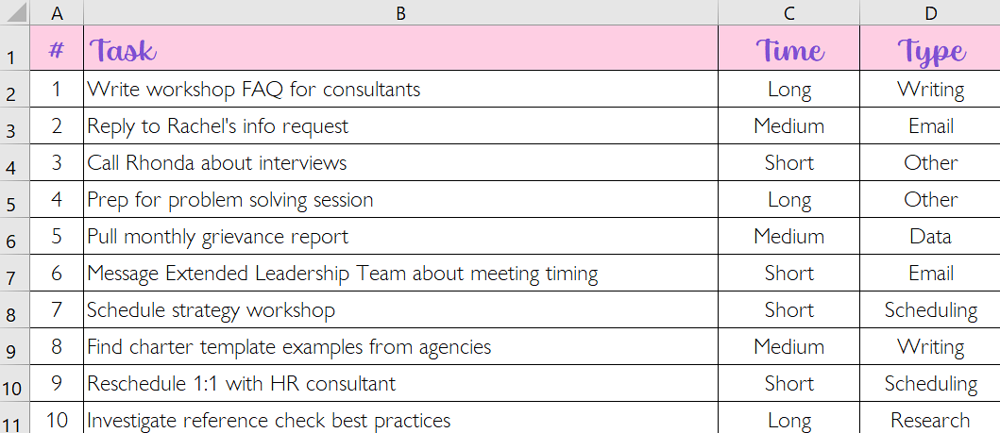 A B C D
1 # Task Time Type
2 1 Write workshop FAQ for consultants Long Writing
3 2 Reply to Rachel's info request Medium Email
4 3 Call Rhonda about interviews Short Other
5 4 Prep for problem solving session Long Other
6 5 Pull monthly grievance report Medium Data
7 6 Message Extended Leadership Team about meeting timing Short Email
8 7 Schedule strategy workshop Short Scheduling
9 8 Find charter template examples from agencies Medium Writing
10 9 Reschedule 1:1 with HR consultant Short Scheduling
11 10 Investigate reference check best practices Long Research